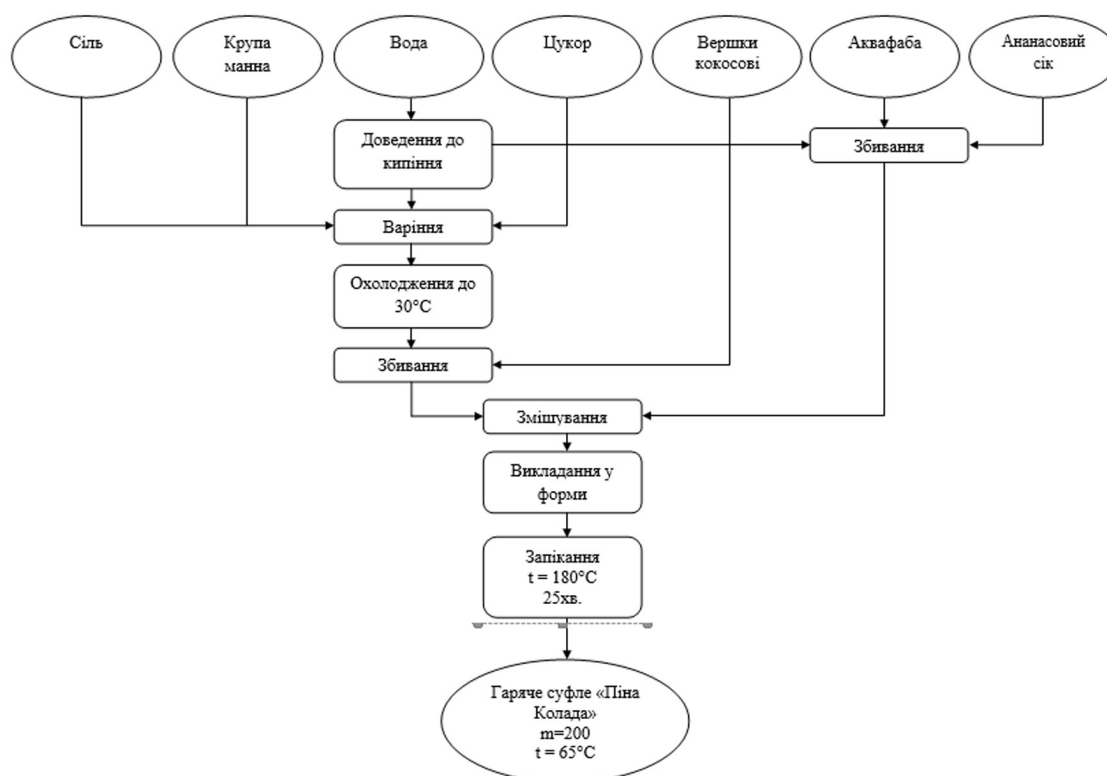 Сіль
Крупа
манна
Вода
Цукор
Вершки
кокосові
Аквафаба
Ананасовий
сік
Доведення до
кипіння
Збивання
Варіння
Охолодження до
30°С
Збивання
Змішування
Викладання у
форми
Запікання
t = 180°С
25хв.
Гаряче суфле «Піна
Колада»
m=200
t = 65°С